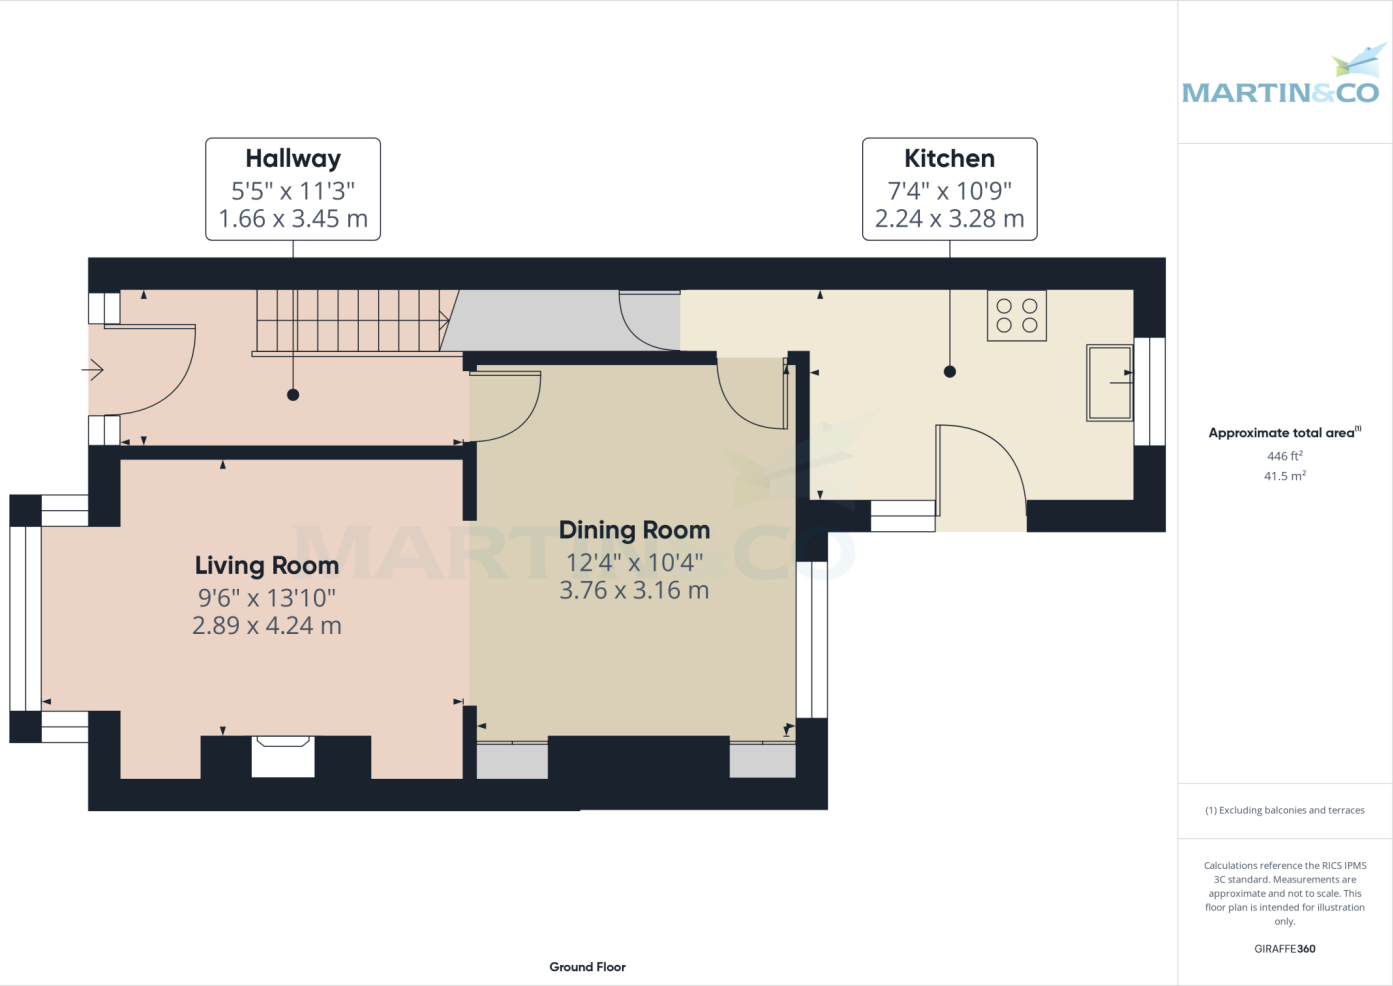 MARTIN&CO
Hallway
5'5" x 11'3"
1.66 x 3.45 m
Kitchen
7'4" x 10'9"
2.24 x 3.28 m
Living Room
9'6" x 13'10"
2.89 x 4.24 m
Dining Room
12'4" x 10'4"
3.76 x 3.16 m
MARTIN&CO
Ground Floor
Approximate total area(1)
446 ft²
41.5 m²
(1) Excluding balconies and terraces
Calculations reference the RICS IPMS
3C standard. Measurements are
approximate and not to scale. This
floor plan is intended for illustration
only.
GIRAFFE360